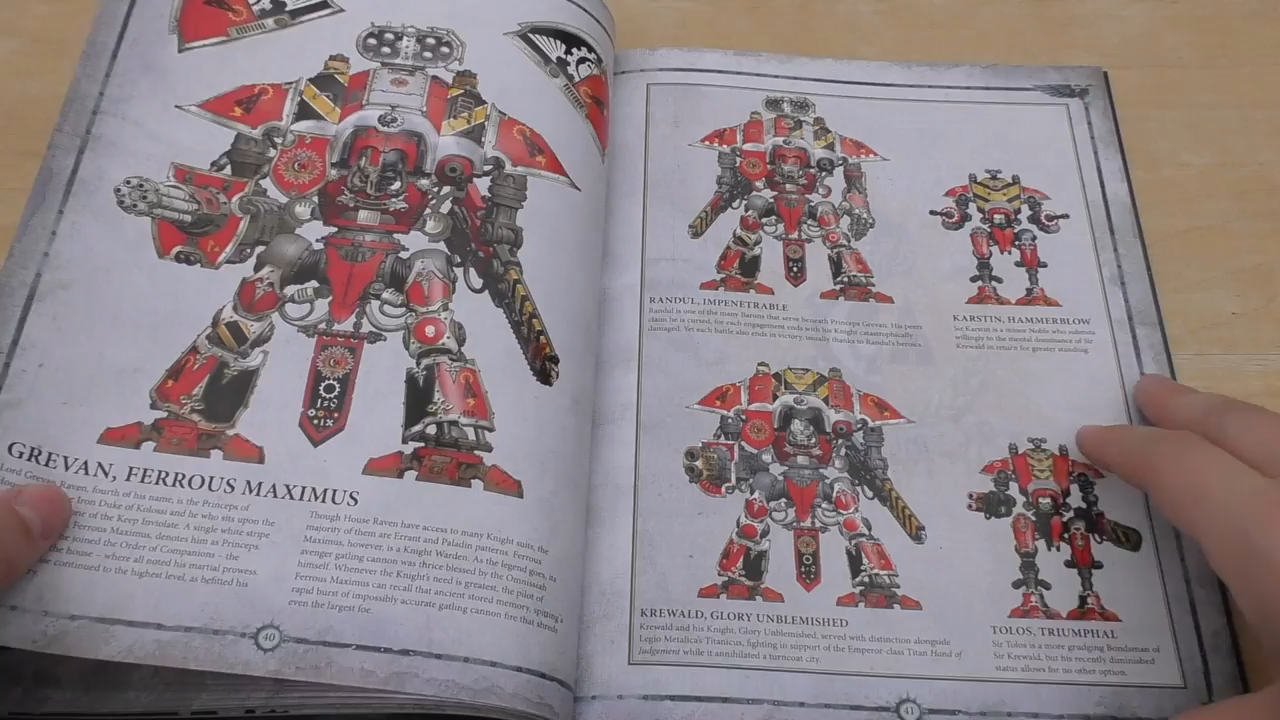 GREVAN, FERROUS MAXIMUS
Lord Grevan Raven, fourth of his name, is the Princeps of
Iron Duke of Kolossi and he who sits upon the
one of the Keep Inviolate. A single white stripe
Ferrous Maximus, denotes him as Princeps.
he joined the Order of Companions – the
the house – where all noted his martial prowess.
continued to the highest level, as befitted his
Though House Raven have access to many Knight suits, the
majority of them are Errant and Paladin patterns. Ferrous
Maximus, however, is a Knight Warden. As the legend goes, its
avenger gatling cannon was thrice blessed by the Omnissiah
himself. Whenever the Knight's need is greatest, the pilot of
Ferrous Maximus can recall that ancient stored memory, spitting a
rapid burst of impossibly accurate gatling cannon fire that shreds
even the largest foe.
40
RANDUL, IMPENETRABLE
Randul is one of the many Barons that serve beneath Princeps Grevan. His peers
claim he is cursed, for each engagement ends with his Knight catastrophically
damaged. Yet each battle also ends in victory, usually thanks to Randul's heroics.
KARSTIN, HAMMERBLOW
Sir Karstin is a minor Noble who submits
willingly to the mental dominance of Sir
Krewald in return for greater standing.
KREWALD, GLORY UNBLEMISHED
Krewald and his Knight, Glory Unblemished, served with distinction alongside
Legio Metalica's Titanicus, fighting in support of the Emperor-class Titan Hand of
Judgement while it annihilated a turncoat city.
TOLOS, TRIUMPHAL
Sir Tolos is a more grudging Bondsman of
Sir Krewald, but his recently diminished
status allows for no other option.
41